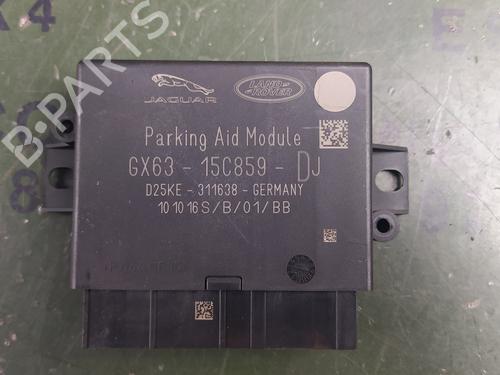 JAGUAR
LAND ROVER
Parking Aid Module
GX63 - 15C859 - DJ
D25KE - 311638 - GERMANY
101016S/B/01/BB
B-PARTS